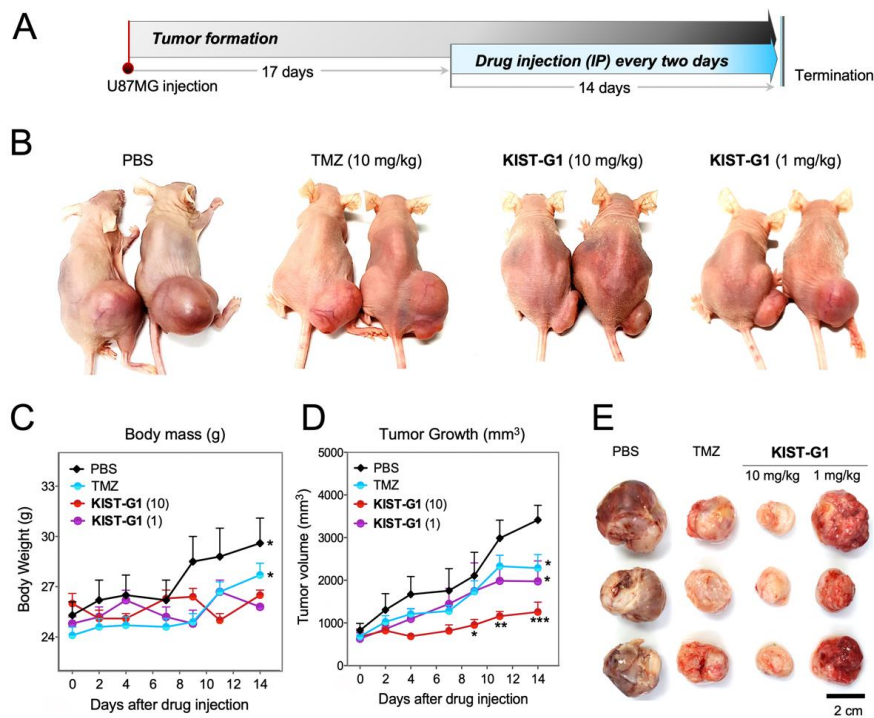 A
Tumor formation
Drug injection (IP) every two days
17 days
U87MG injection
14 days
Termination
B
PBS
TMZ (10 mg/kg)
KIST-G1 (10 mg/kg)
KIST-G1 (1 mg/kg)
C
Body mass (g)
PBS
TMZ
KIST-G1 (10)
KIST-G1 (1)
Body Weight (g)
33
30
27
24
*
*
0 2 4 6 8 10 12 14
Days after drug injection
D
Tumor Growth (mm³)
PBS
TMZ
KIST-G1 (10)
KIST-G1 (1)
Tumor volume (mm³)
5000
4000
3000
2000
1000
0
*
*
* ** ***
0 2 4 6 8 10 12 14
Days after drug injection
E
PBS
TMZ
KIST-G1
10 mg/kg
1 mg/kg
2 cm